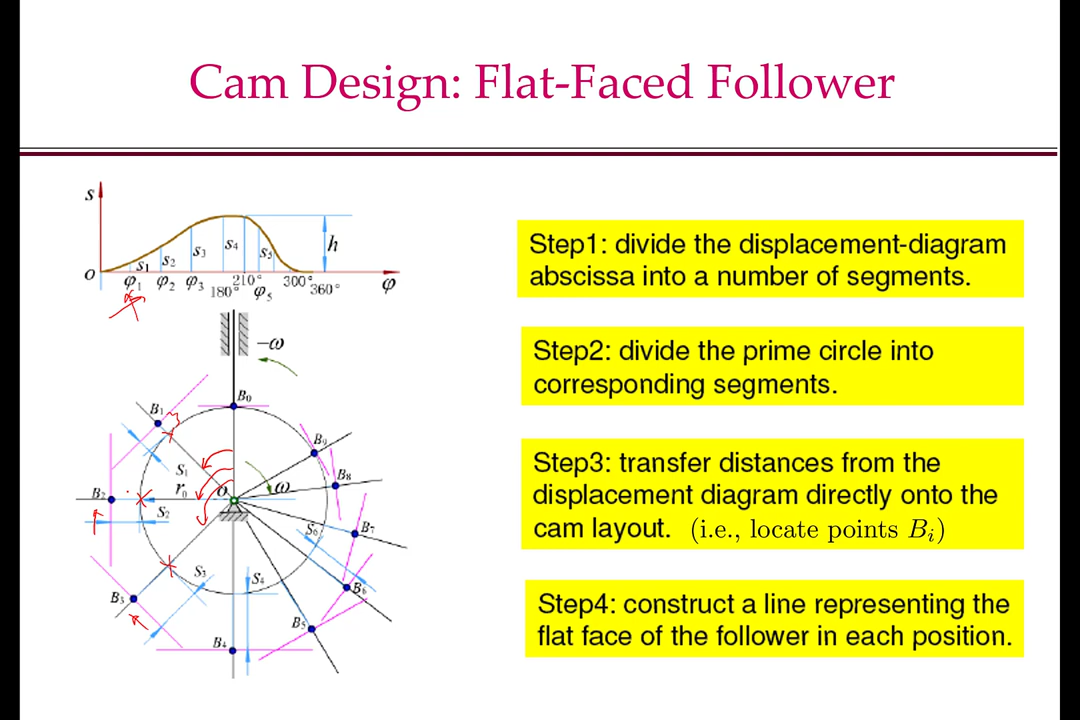 Cam Design: Flat-Faced Follower
s
h
s₁
s₂
s₃
s₄
s₅
o
φ₁
φ₂
φ₃
180°
210°
φ₅
300°
360°
φ
Step1: divide the displacement-diagram
abscissa into a number of segments.
Step2: divide the prime circle into
corresponding segments.
Step3: transfer distances from the
displacement diagram directly onto the
cam layout. (i.e., locate points Bᵢ)
Step4: construct a line representing the
flat face of the follower in each position.
-ω
B₀
B₁
B₉
S₁
B₈
B₂
r₀
O
ω
S₂
B₇
S₆
S₃
S₄
B₆
B₃
B₅
B₄